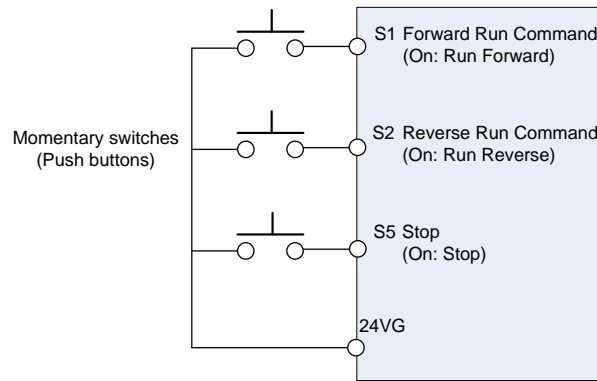 S1 Forward Run Command
(On: Run Forward)
Momentary switches
(Push buttons)
S2 Reverse Run Command
(On: Run Reverse)
S5 Stop
(On: Stop)
24VG